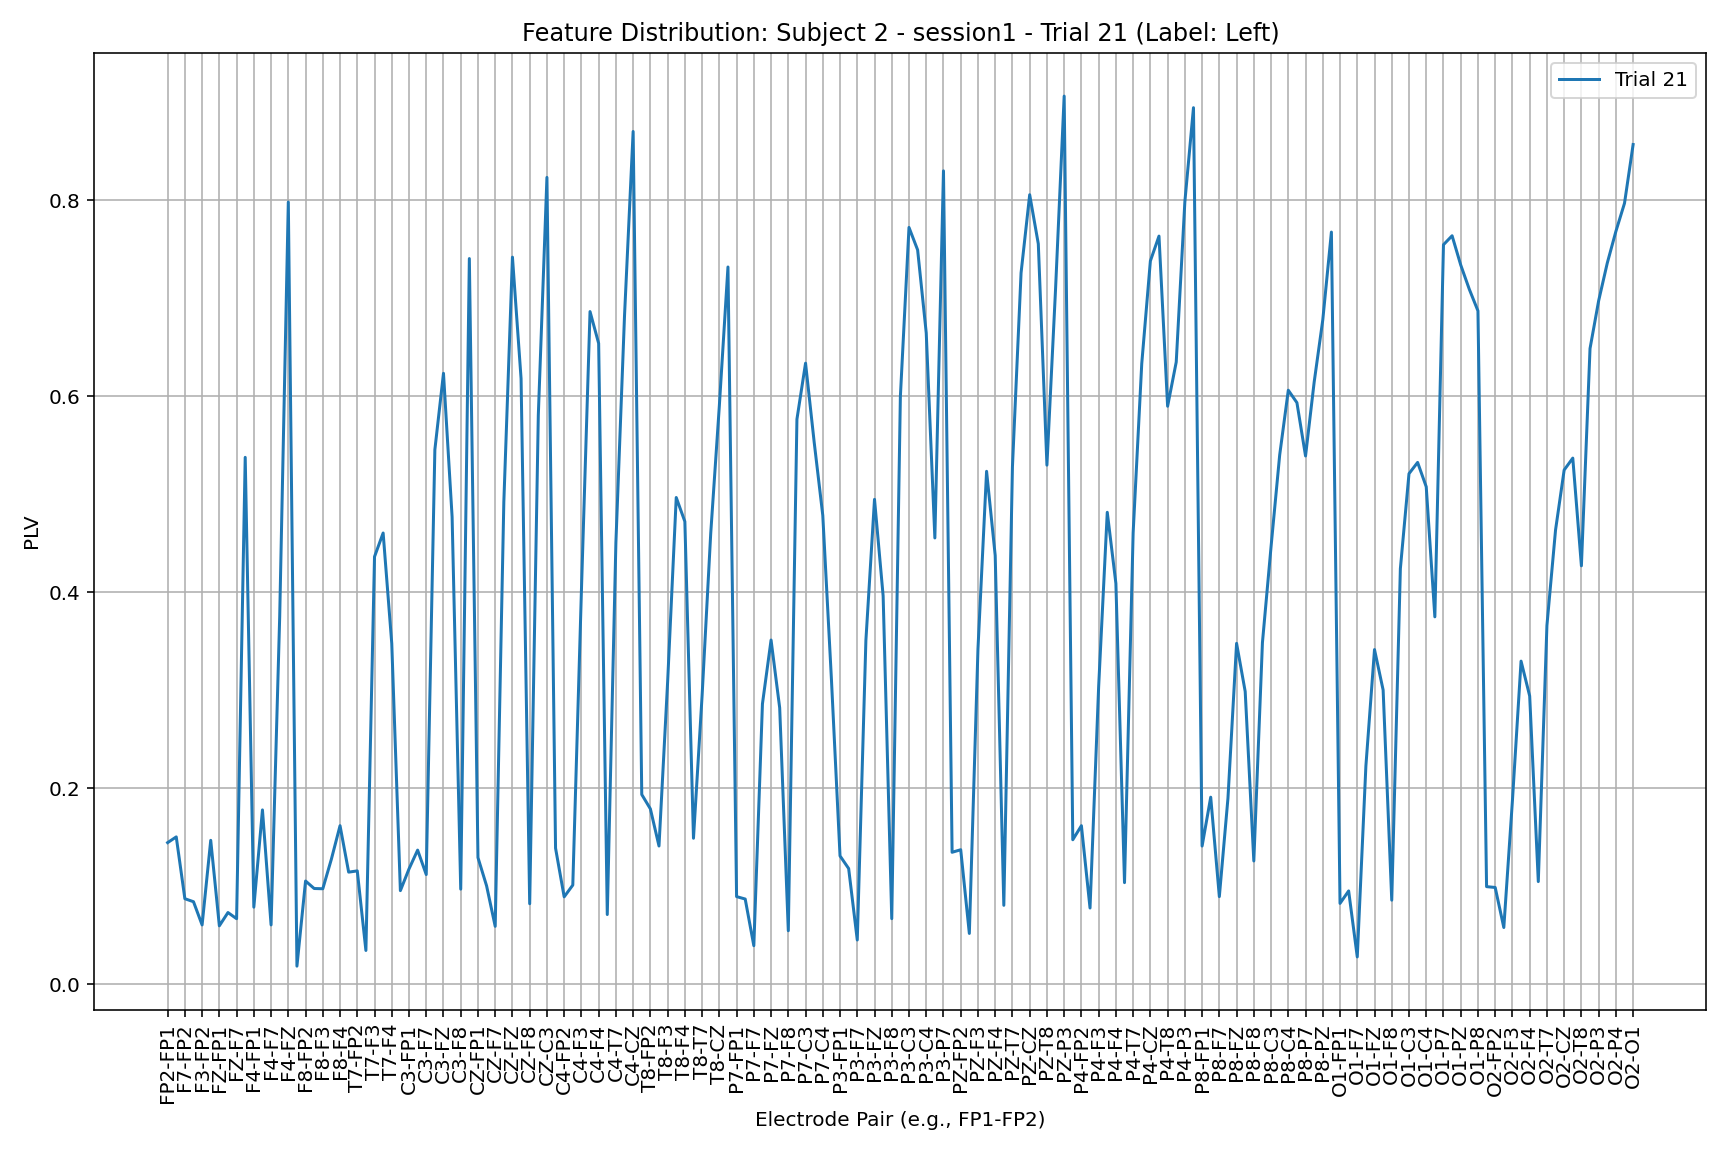 Feature Distribution: Subject 2 - session1 - Trial 21 (Label: Left)
Trial 21
PLV
0.8
0.6
0.4
0.2
0.0
FP2-FP1
F7-FP2
F3-FP2
FZ-FP1
FZ-F7
F4-FP1
F4-F7
F4-FZ
F8-FP2
F8-F3
F8-F4
T7-FP2
T7-F3
T7-F4
C3-FP1
C3-F7
C3-FZ
C3-F8
CZ-FP1
CZ-F7
CZ-FZ
CZ-F8
CZ-C3
C4-FP2
C4-F3
C4-F4
C4-T7
C4-CZ
T8-FP2
T8-F3
T8-F4
T8-T7
T8-CZ
P7-FP1
P7-F7
P7-FZ
P7-F8
P7-C3
P7-C4
P3-FP1
P3-F7
P3-FZ
P3-F8
P3-C3
P3-C4
P3-P7
PZ-FP2
PZ-F3
PZ-F4
PZ-T7
PZ-CZ
PZ-T8
PZ-P3
P4-FP2
P4-F3
P4-F4
P4-T7
P4-CZ
P4-T8
P4-P3
P8-FP1
P8-F7
P8-FZ
P8-F8
P8-C3
P8-C4
P8-P7
P8-PZ
O1-FP1
O1-F7
O1-FZ
O1-F8
O1-C3
O1-C4
O1-P7
O1-PZ
O1-P8
O2-FP2
O2-F3
O2-F4
O2-T7
O2-CZ
O2-T8
O2-P3
O2-P4
O2-O1
Electrode Pair (e.g., FP1-FP2)